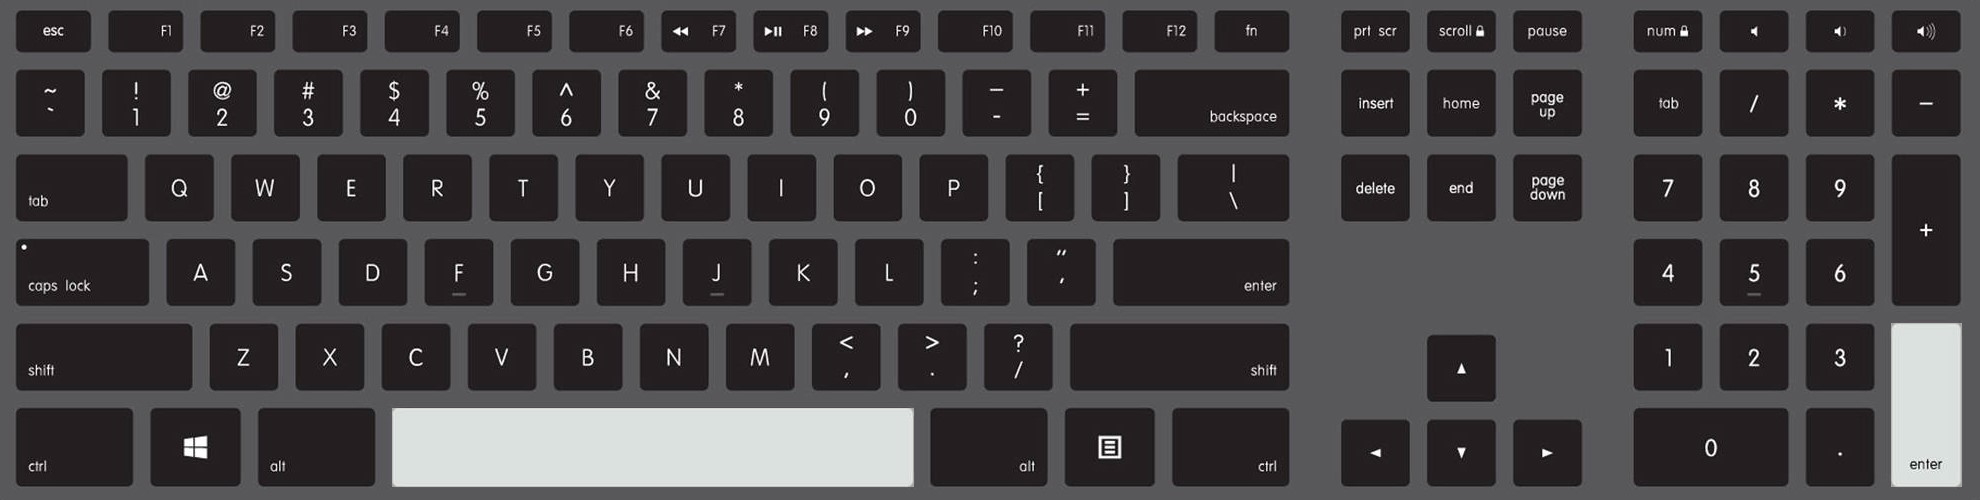 esc F1 F2 F3 F4 F5 F6 F7 F8 F9 F10 F11 F12 fn prt scr scroll pause num
~ ! @ # $ % ^ & * ( ) — +
` 1 2 3 4 5 6 7 8 9 0 - = backspace insert home page up tab / * −
tab Q W E R T Y U I O P { } |
[ ] \ delete end page down 7 8 9 +
caps lock A S D F G H J K L : "
; , enter 4 5 6
shift Z X C V B N M < > ?
, . / shift 1 2 3
ctrl alt alt ctrl 0 . enter